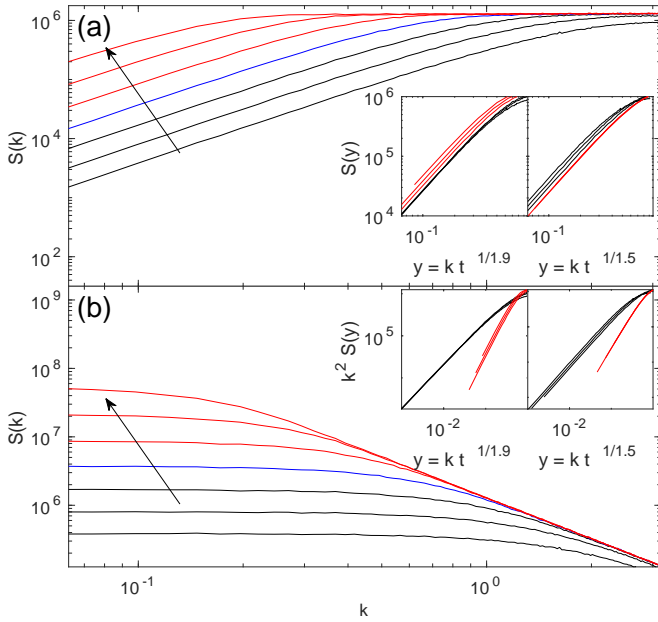 (a)
S(k)
10^6
10^4
10^2
S(y)
10^6
10^5
10^4
10^-1
10^-1
y = k t ^1/1.9
y = k t ^1/1.5
(b)
S(k)
10^9
10^8
10^7
10^6
k^2 S(y)
10^5
10^-2
10^-2
y = k t ^1/1.9
y = k t ^1/1.5
10^-1
10^0
k